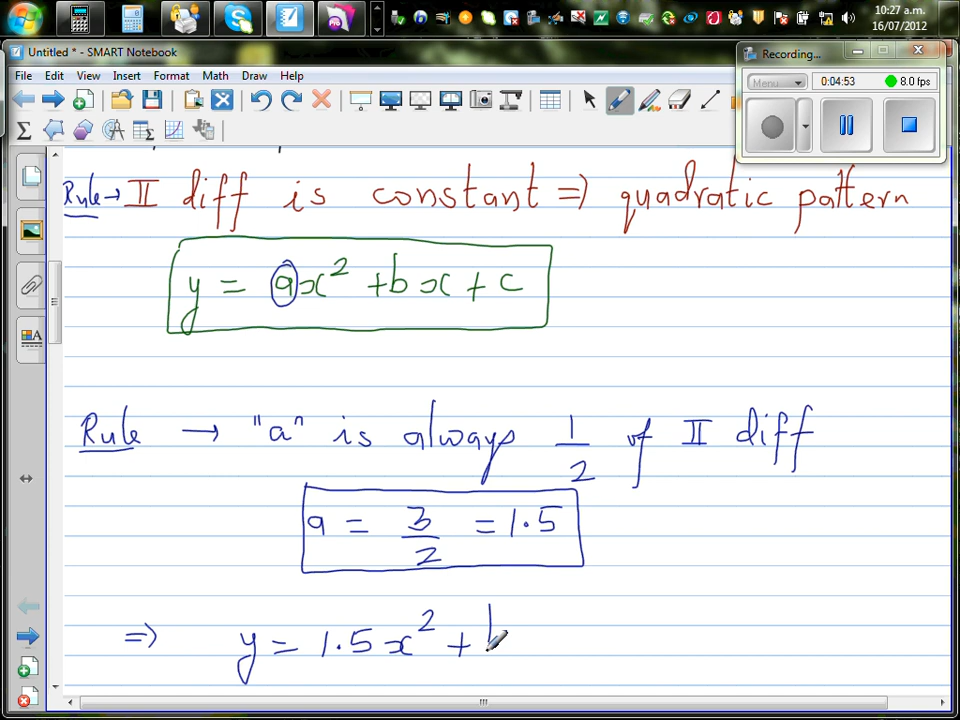 10:27 a.m.
16/07/2012
Untitled * - SMART Notebook
File Edit View Insert Format Math Draw Help
Recording...
Menu
0:04:53
8.0 fps
Rule → II diff is constant ⇒ quadratic pattern
y = ax² + bx + c
Rule → "a" is always 1/2 of II diff
a = 3/2 = 1.5
⇒ y = 1.5x² + b